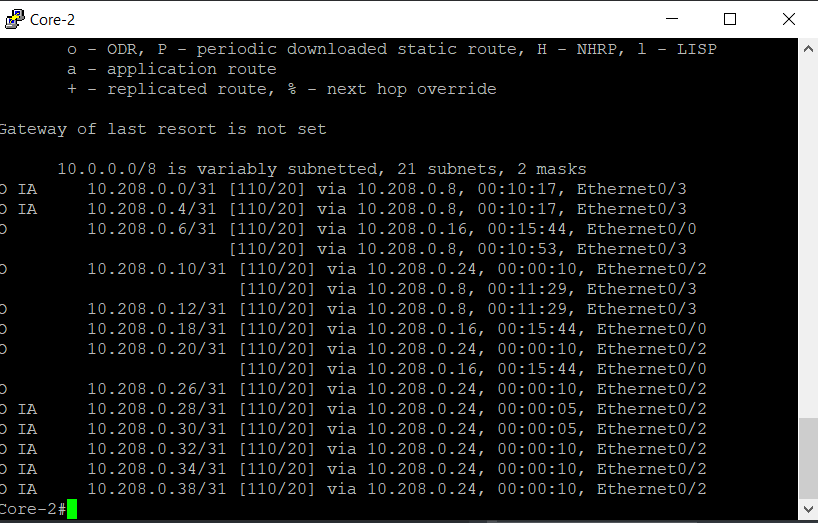 Core-2
o - ODR, P - periodic downloaded static route, H - NHRP, l - LISP
a - application route
+ - replicated route, % - next hop override
Gateway of last resort is not set
10.0.0.0/8 is variably subnetted, 21 subnets, 2 masks
O IA 10.208.0.0/31 [110/20] via 10.208.0.8, 00:10:17, Ethernet0/3
O IA 10.208.0.4/31 [110/20] via 10.208.0.8, 00:10:17, Ethernet0/3
O 10.208.0.6/31 [110/20] via 10.208.0.16, 00:15:44, Ethernet0/0
[110/20] via 10.208.0.8, 00:10:53, Ethernet0/3
O 10.208.0.10/31 [110/20] via 10.208.0.24, 00:00:10, Ethernet0/2
[110/20] via 10.208.0.8, 00:11:29, Ethernet0/3
O 10.208.0.12/31 [110/20] via 10.208.0.8, 00:11:29, Ethernet0/3
O 10.208.0.18/31 [110/20] via 10.208.0.16, 00:15:44, Ethernet0/0
O 10.208.0.20/31 [110/20] via 10.208.0.24, 00:00:10, Ethernet0/2
[110/20] via 10.208.0.16, 00:15:44, Ethernet0/0
O 10.208.0.26/31 [110/20] via 10.208.0.24, 00:00:10, Ethernet0/2
O IA 10.208.0.28/31 [110/20] via 10.208.0.24, 00:00:05, Ethernet0/2
O IA 10.208.0.30/31 [110/20] via 10.208.0.24, 00:00:05, Ethernet0/2
O IA 10.208.0.32/31 [110/20] via 10.208.0.24, 00:00:10, Ethernet0/2
O IA 10.208.0.34/31 [110/20] via 10.208.0.24, 00:00:10, Ethernet0/2
O IA 10.208.0.38/31 [110/20] via 10.208.0.24, 00:00:10, Ethernet0/2
Core-2#